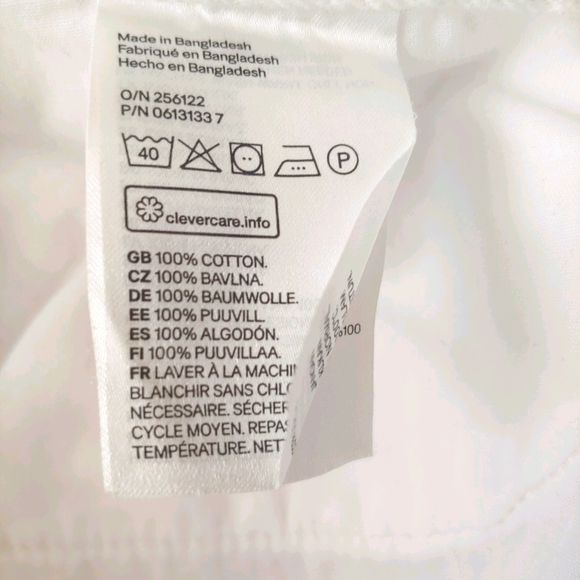 Made in Bangladesh
Fabriqué en Bangladesh
Hecho en Bangladesh
O/N 256122
P/N 0613133 7
40 P
clevercare.info
GB 100% COTTON.
CZ 100% BAVLNA.
DE 100% BAUMWOLLE.
EE 100% PUUVILL.
ES 100% ALGODÓN.
FI 100% PUUVILLAA.
FR LAVER À LA MACHI
BLANCHIR SANS CHLO
NÉCESSAIRE. SÉCHER
CYCLE MOYEN. REPAS
TEMPÉRATURE. NET